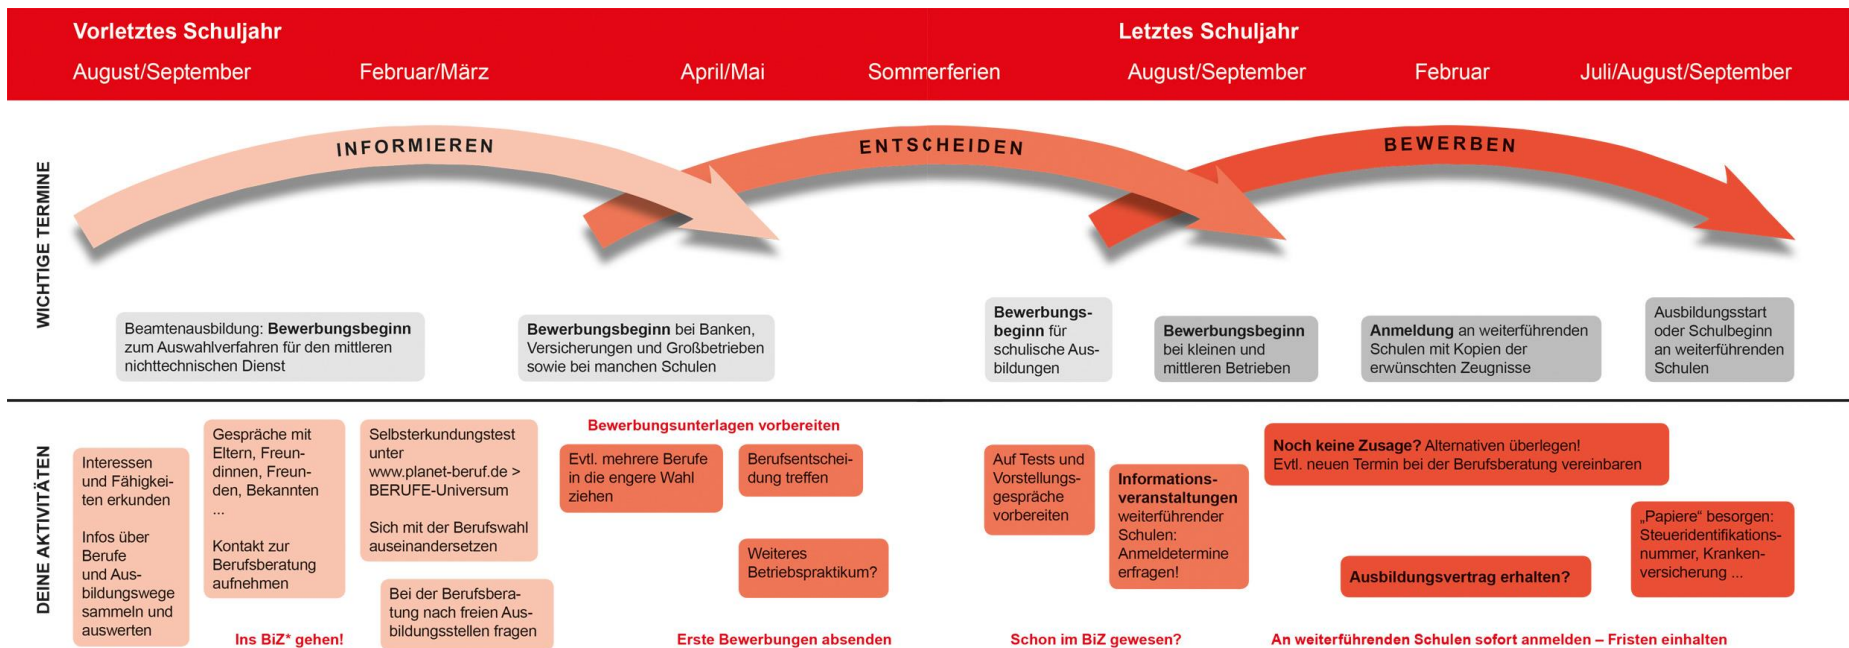 Vorletztes Schuljahr
Letztes Schuljahr
August/September
Februar/März
April/Mai
Sommerferien
August/September
Februar
Juli/August/September
WICHTIGE TERMINE
INFORMIEREN
ENTSCHEIDEN
BEWERBEN
Beamtenausbildung: Bewerbungsbeginn
zum Auswahlverfahren für den mittleren
nichttechnischen Dienst
Bewerbungsbeginn bei Banken,
Versicherungen und Großbetrieben
sowie bei manchen Schulen
Bewerbungs-
beginn für
schulische Aus-
bildungen
Bewerbungsbeginn
bei kleinen und
mittleren Betrieben
Anmeldung an weiterführenden
Schulen mit Kopien der
erwünschten Zeugnisse
Ausbildungsstart
oder Schulbeginn
an weiterführenden
Schulen
DEINE AKTIVITÄTEN
Interessen
und Fähigkei-
ten erkunden
Infos über
Berufe
und Aus-
bildungswege
sammeln und
auswerten
Gespräche mit
Eltern, Freun-
dinnen, Freun-
den, Bekannten
...
Kontakt zur
Berufsberatung
aufnehmen
Ins BiZ* gehen!
Selbsterkundungstest
unter
www.planet-beruf.de >
BERUFE-Universum
Sich mit der Berufswahl
auseinandersetzen
Bei der Berufsbera-
tung nach freien Aus-
bildungsstellen fragen
Bewerbungsunterlagen vorbereiten
Evtl. mehrere Berufe
in die engere Wahl
ziehen
Berufsentschei-
dung treffen
Weiteres
Betriebspraktikum?
Erste Bewerbungen absenden
Auf Tests und
Vorstellungs-
gespräche
vorbereiten
Informations-
veranstaltungen
weiterführender
Schulen:
Anmeldetermine
erfragen!
Schon im BiZ gewesen?
Noch keine Zusage? Alternativen überlegen!
Evtl. neuen Termin bei der Berufsberatung vereinbaren
Ausbildungsvertrag erhalten?
„Papiere“ besorgen:
Steueridentifikations-
nummer, Kranken-
versicherung ...
An weiterführenden Schulen sofort anmelden – Fristen einhalten